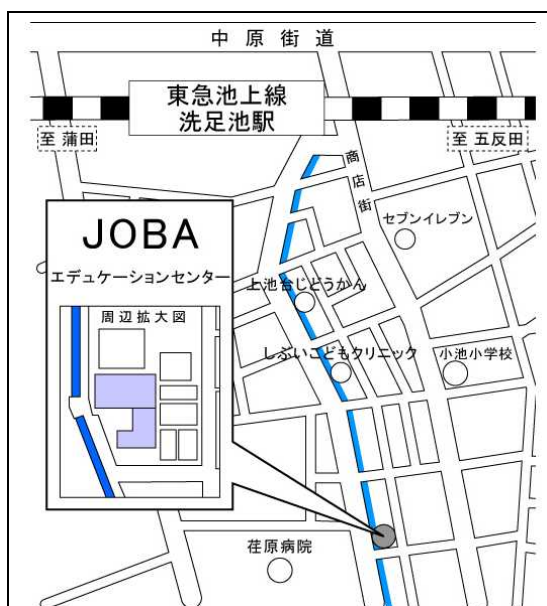 中原街道
東急池上線
洗足池駅
至 蒲田
至 五反田
商店街
セブンイレブン
JOBA
エデュケーションセンター
周辺拡大図
上池台じどうかん
しぶいこどもクリニック
小池小学校
荏原病院